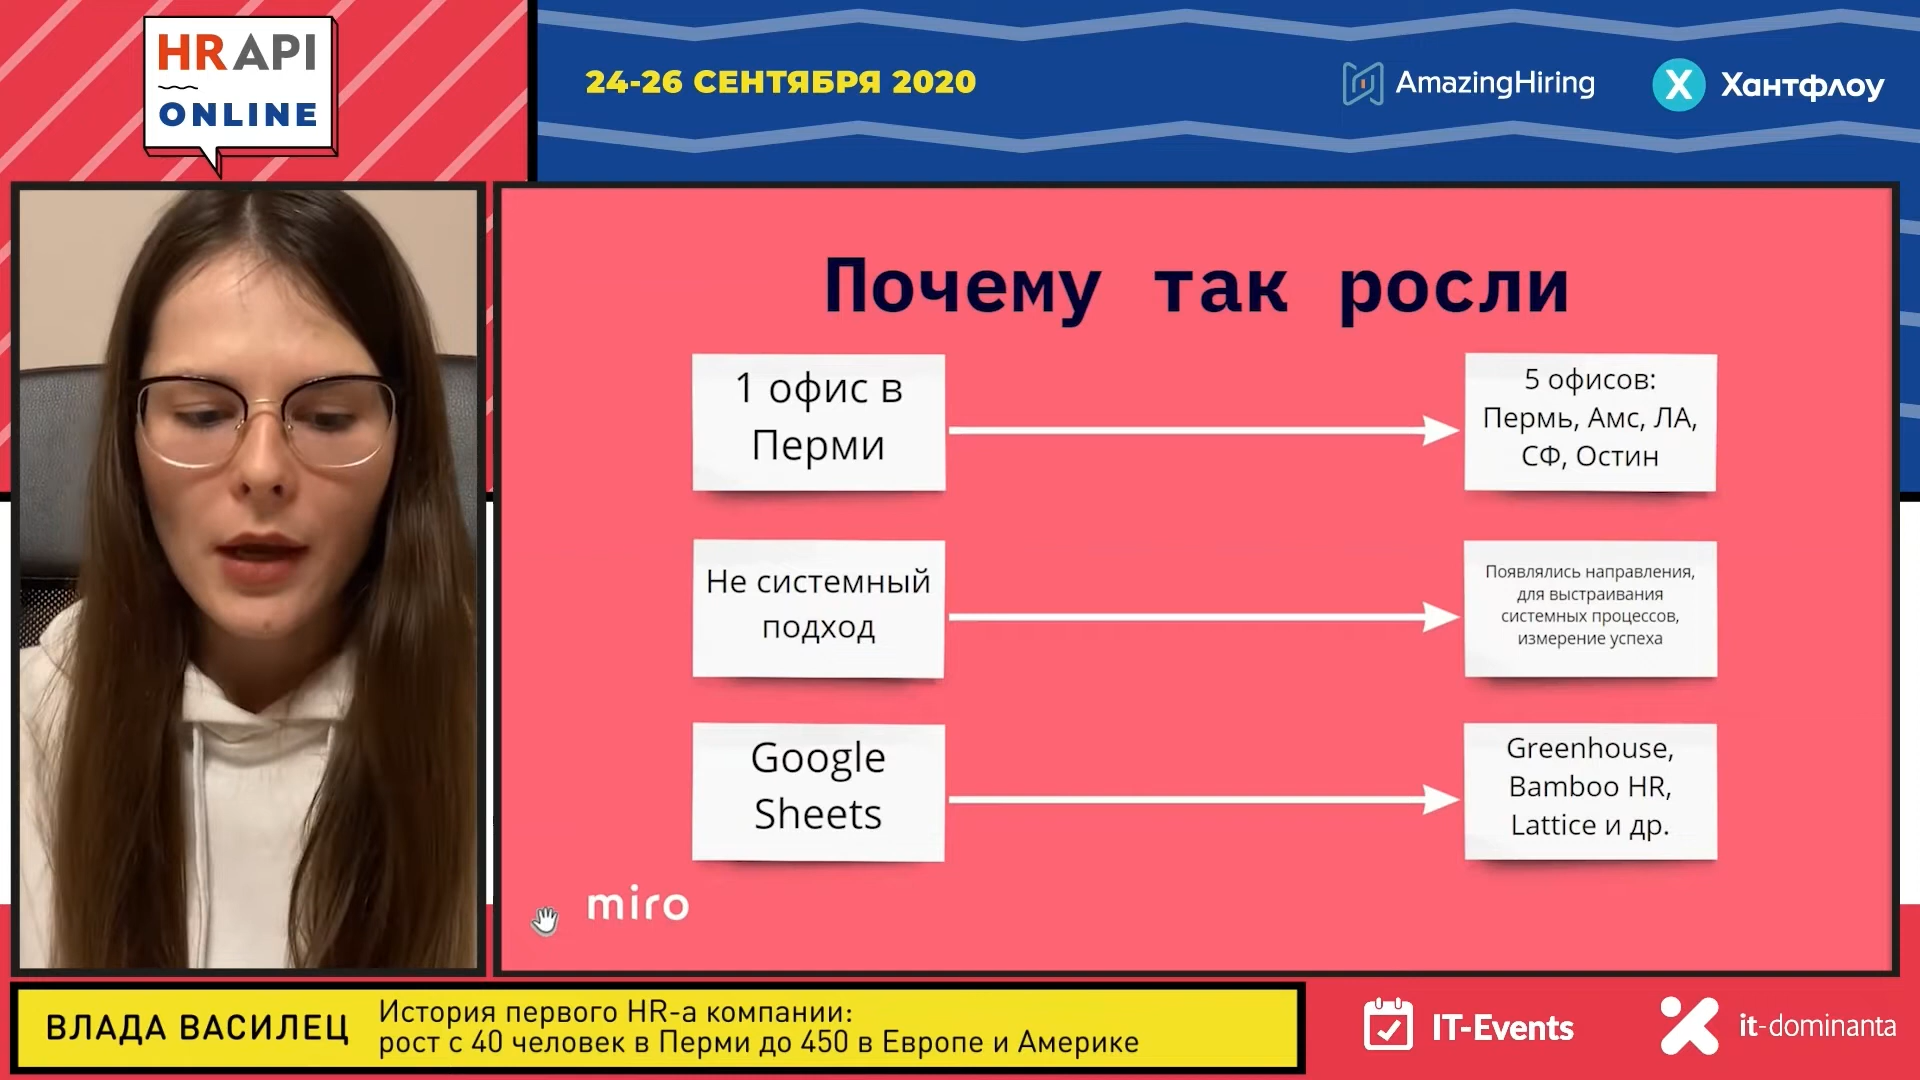 HR API
ONLINE
24-26 СЕНТЯБРЯ 2020
AmazingHiring
Хантфлоу
Почему так росли
1 офис в
Перми
5 офисов:
Пермь, Амс, ЛА,
СФ, Остин
Не системный
подход
Появлялись направления,
для выстраивания
системных процессов,
измерение успеха
Google
Sheets
Greenhouse,
Bamboo HR,
Lattice и др.
miro
ВЛАДА ВАСИЛЕЦ
История первого HR-а компании:
рост с 40 человек в Перми до 450 в Европе и Америке
IT-Events
it-dominanta